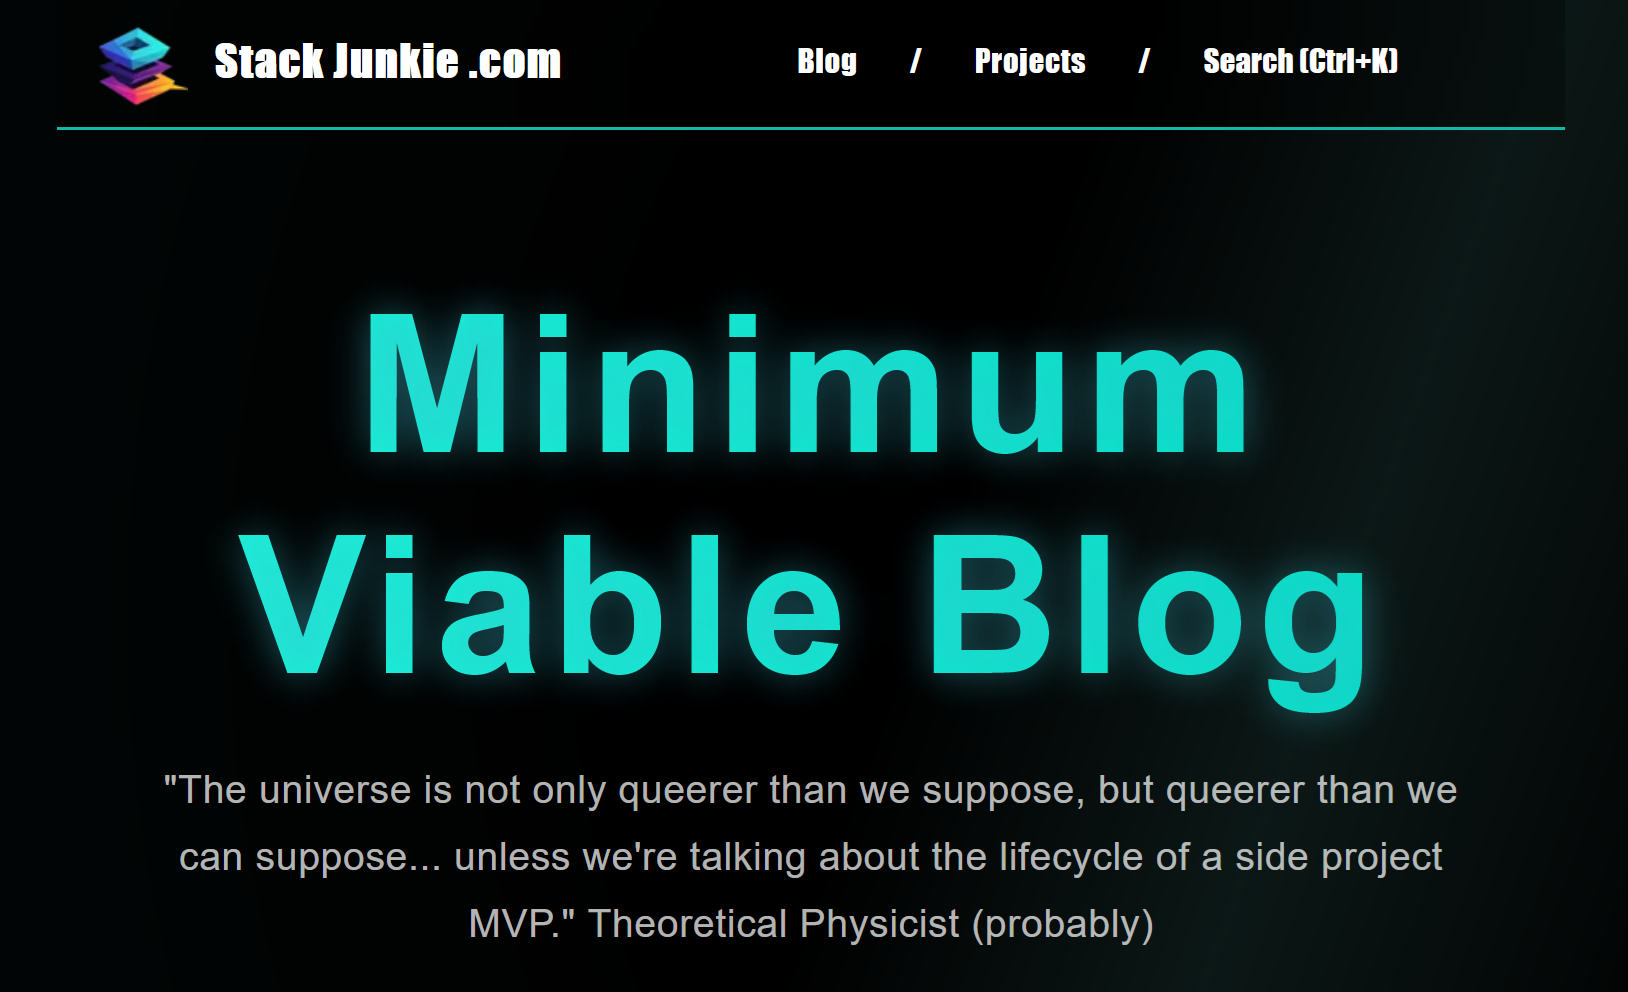 Stack Junkie .com
Blog / Projects / Search (Ctrl+K)
Minimum
Viable Blog
"The universe is not only queerer than we suppose, but queerer than we
can suppose... unless we're talking about the lifecycle of a side project
MVP." Theoretical Physicist (probably)